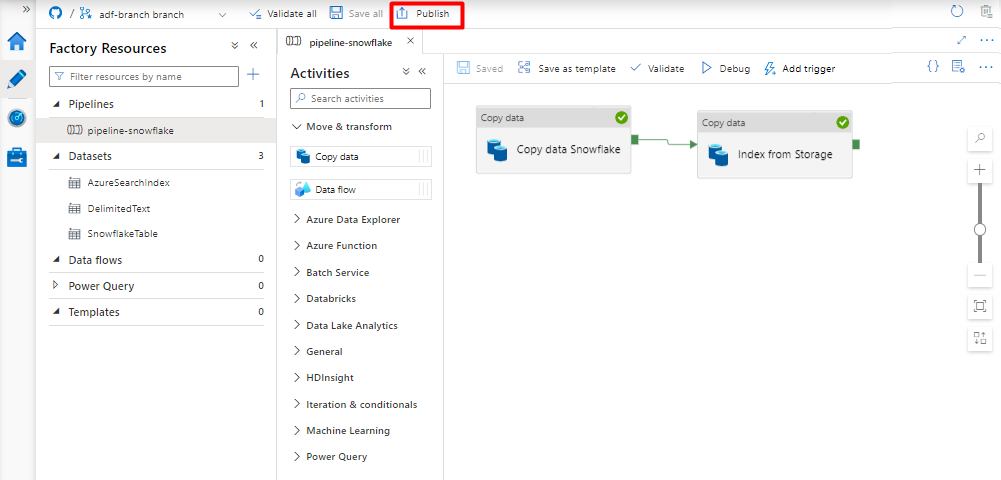 »
/ adf-branch branch
Validate all
Save all
Publish
Factory Resources
Filter resources by name
Pipelines 1
pipeline-snowflake
Datasets 3
AzureSearchIndex
DelimitedText
SnowflakeTable
Data flows 0
Power Query 0
Templates 0
pipeline-snowflake
Activities
Search activities
Move & transform
Copy data
Data flow
Azure Data Explorer
Azure Function
Batch Service
Databricks
Data Lake Analytics
General
HDInsight
Iteration & conditionals
Machine Learning
Power Query
Saved
Save as template
Validate
Debug
Add trigger
{}
Copy data
Copy data Snowflake
Copy data
Index from Storage